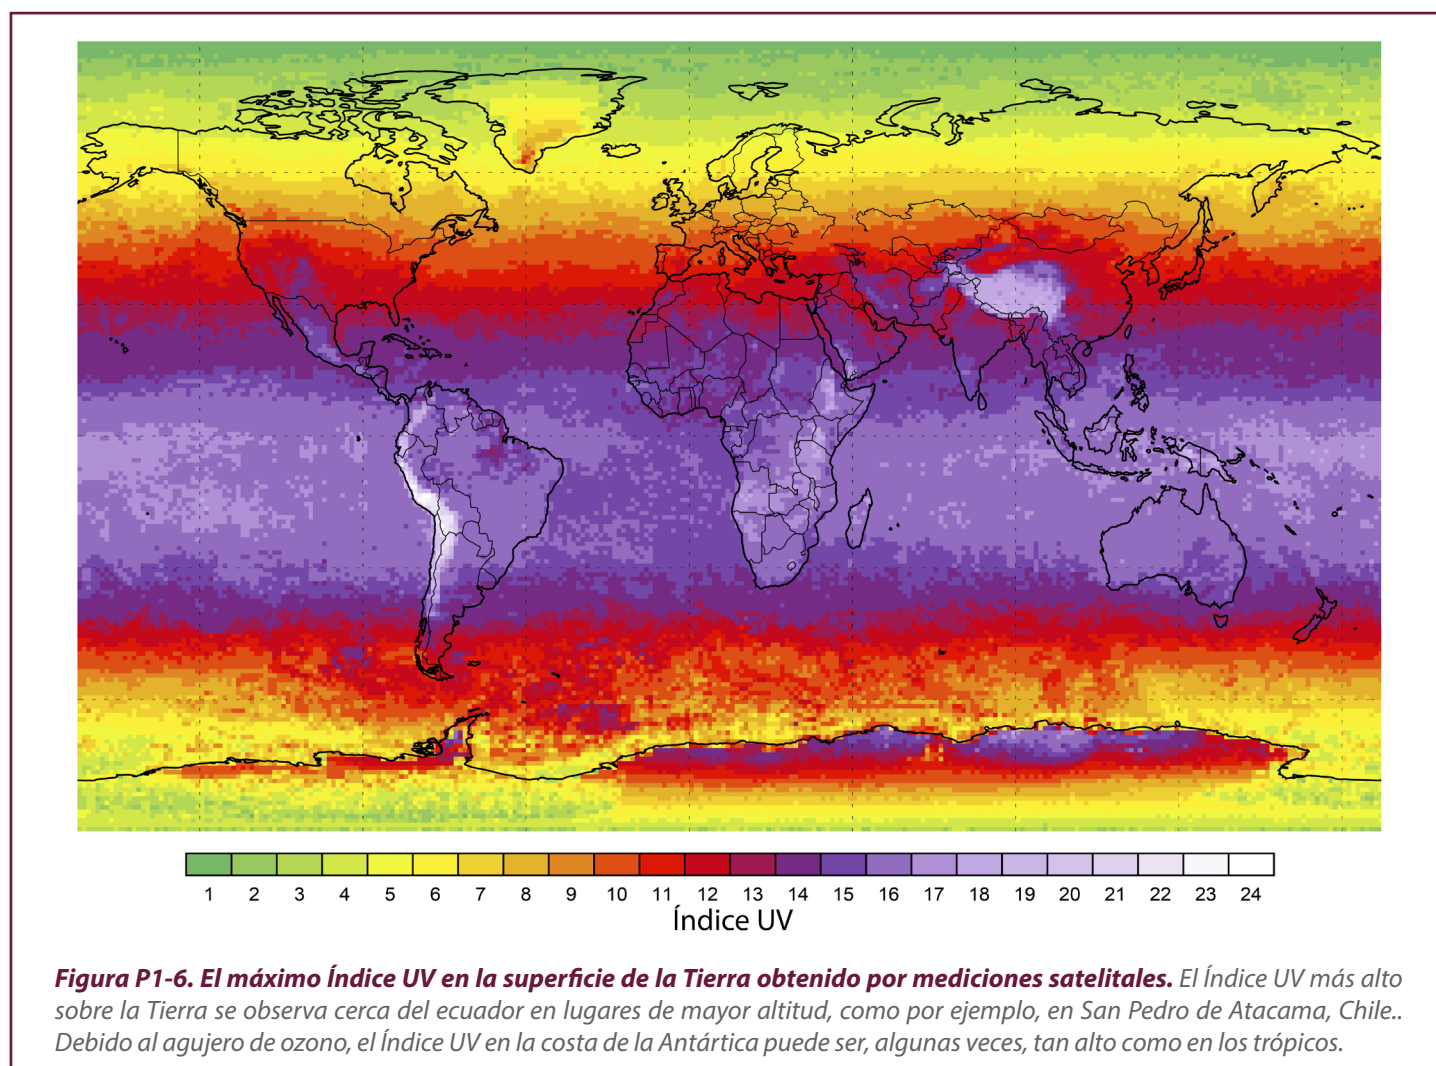 1 2 3 4 5 6 7 8 9 10 11 12 13 14 15 16 17 18 19 20 21 22 23 24
Índice UV
Figura P1-6. El máximo Índice UV en la superficie de la Tierra obtenido por mediciones satelitales. El Índice UV más alto
sobre la Tierra se observa cerca del ecuador en lugares de mayor altitud, como por ejemplo, en San Pedro de Atacama, Chile..
Debido al agujero de ozono, el Índice UV en la costa de la Antártica puede ser, algunas veces, tan alto como en los trópicos.